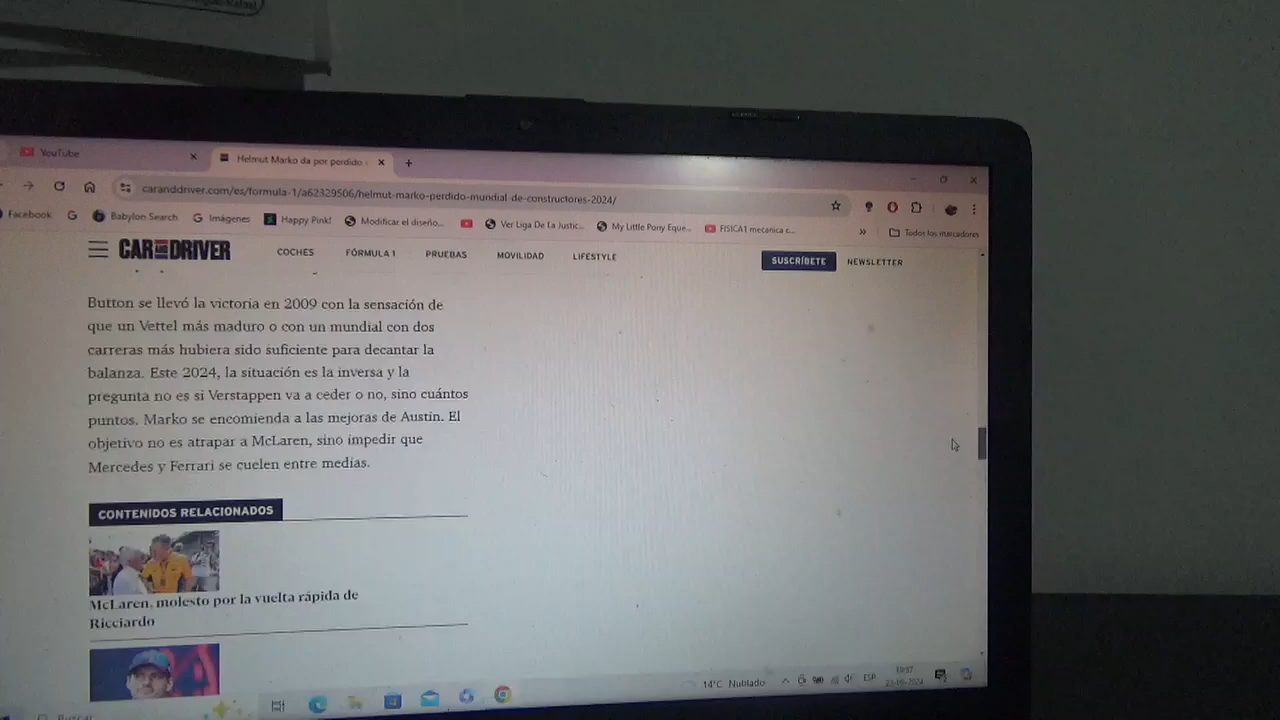 YouTube
Helmut Marko da por perdido
caranddriver.com/es/formula-1/a62329506/helmut-marko-perdido-mundial-de-constructores-2024/
Facebook
Babylon Search
Imágenes
Happy Pink!
Modificar el diseño...
Ver Liga De La Justic...
My Little Pony Eque...
FISICA1 mecanica c...
»
Todos los marcadores
CAR AND DRIVER
COCHES
FÓRMULA 1
PRUEBAS
MOVILIDAD
LIFESTYLE
SUSCRÍBETE
NEWSLETTER
Button se llevó la victoria en 2009 con la sensación de
que un Vettel más maduro o con un mundial con dos
carreras más hubiera sido suficiente para decantar la
balanza. Este 2024, la situación es la inversa y la
pregunta no es si Verstappen va a ceder o no, sino cuántos
puntos. Marko se encomienda a las mejoras de Austin. El
objetivo no es atrapar a McLaren, sino impedir que
Mercedes y Ferrari se cuelen entre medias.
CONTENIDOS RELACIONADOS
McLaren, molesto por la vuelta rápida de
Ricciardo
14°C Nublado
ESP
Buscar